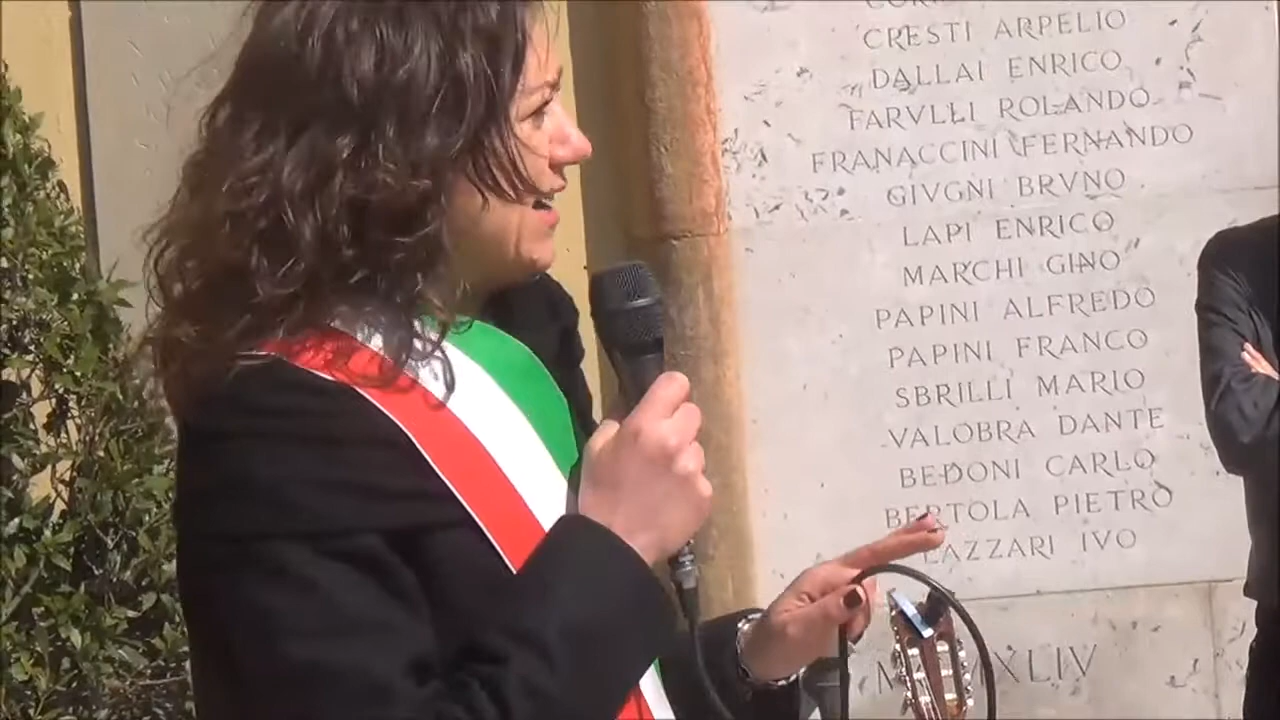 CRESTI ARPELIO
DALLAI ENRICO
FARVLLI ROLANDO
FRANACCINI FERNANDO
GIVGNI BRVNO
LAPI ENRICO
MARCHI GINO
PAPINI ALFREDO
PAPINI FRANCO
SBRILLI MARIO
VALOBRA DANTE
BEDONI CARLO
BERTOLA PIETRO
LAZZARI IVO